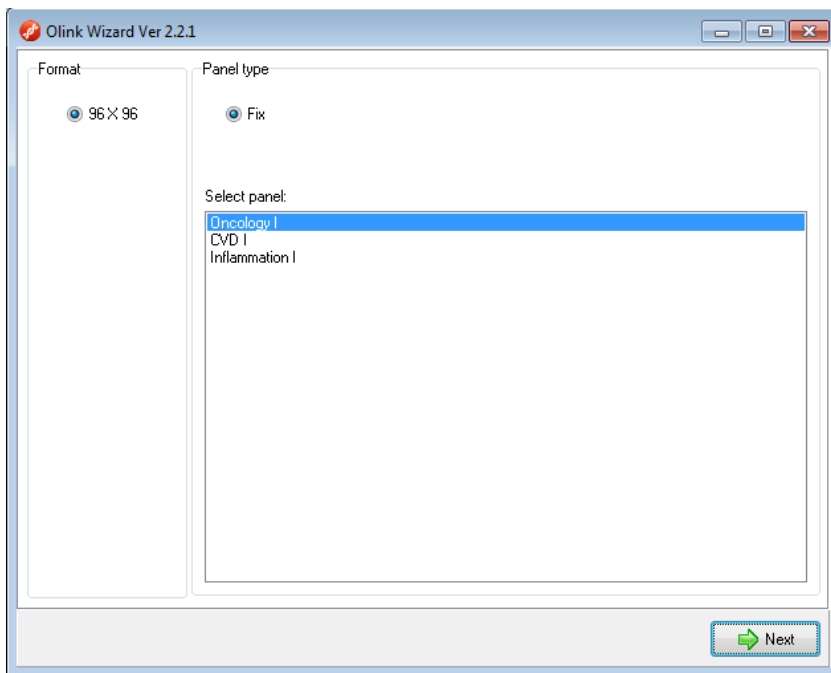 Olink Wizard Ver 2.2.1
Format
96 X 96
Panel type
Fix
Select panel:
Oncology I
CVD I
Inflammation I
Next